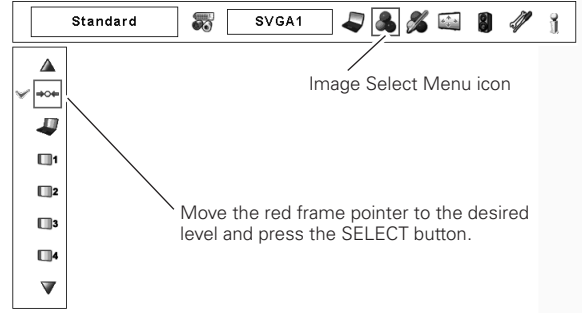 Standard
SVGA1
Image Select Menu icon
1
2
Move the red frame pointer to the desired
level and press the SELECT button.
3
4